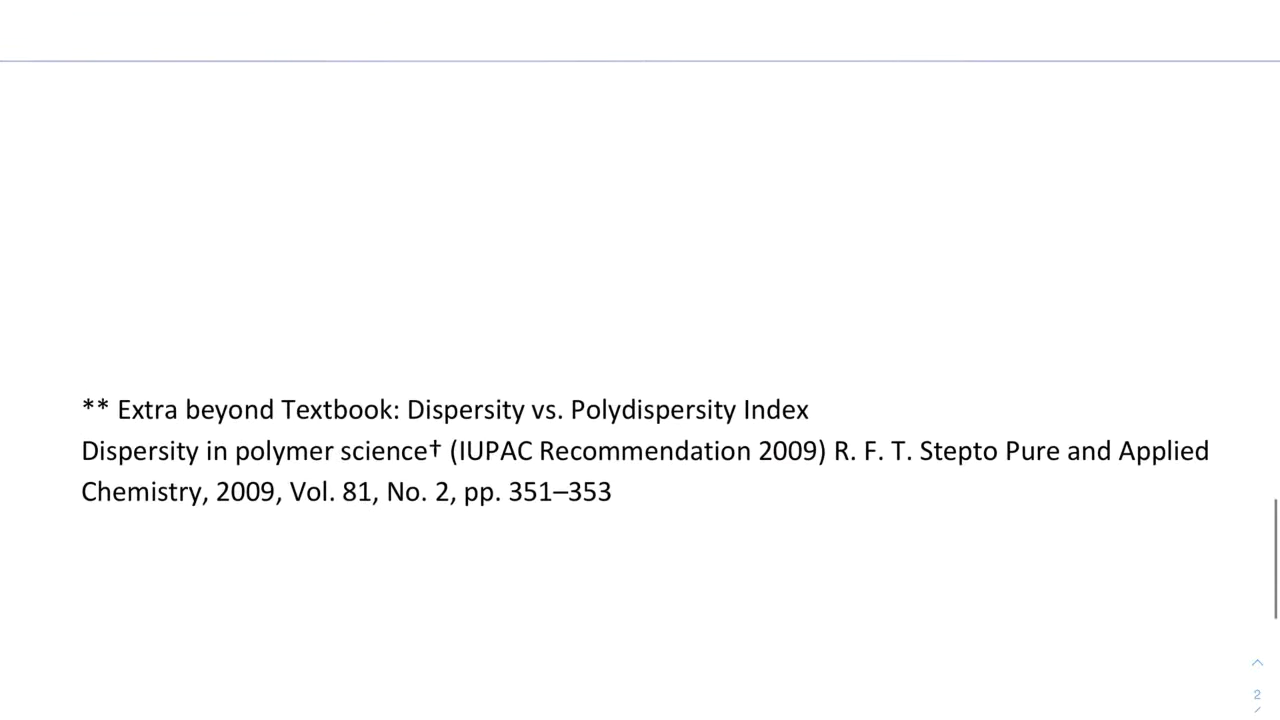 ** Extra beyond Textbook: Dispersity vs. Polydispersity Index
Dispersity in polymer science† (IUPAC Recommendation 2009) R. F. T. Stepto Pure and Applied
Chemistry, 2009, Vol. 81, No. 2, pp. 351–353
2